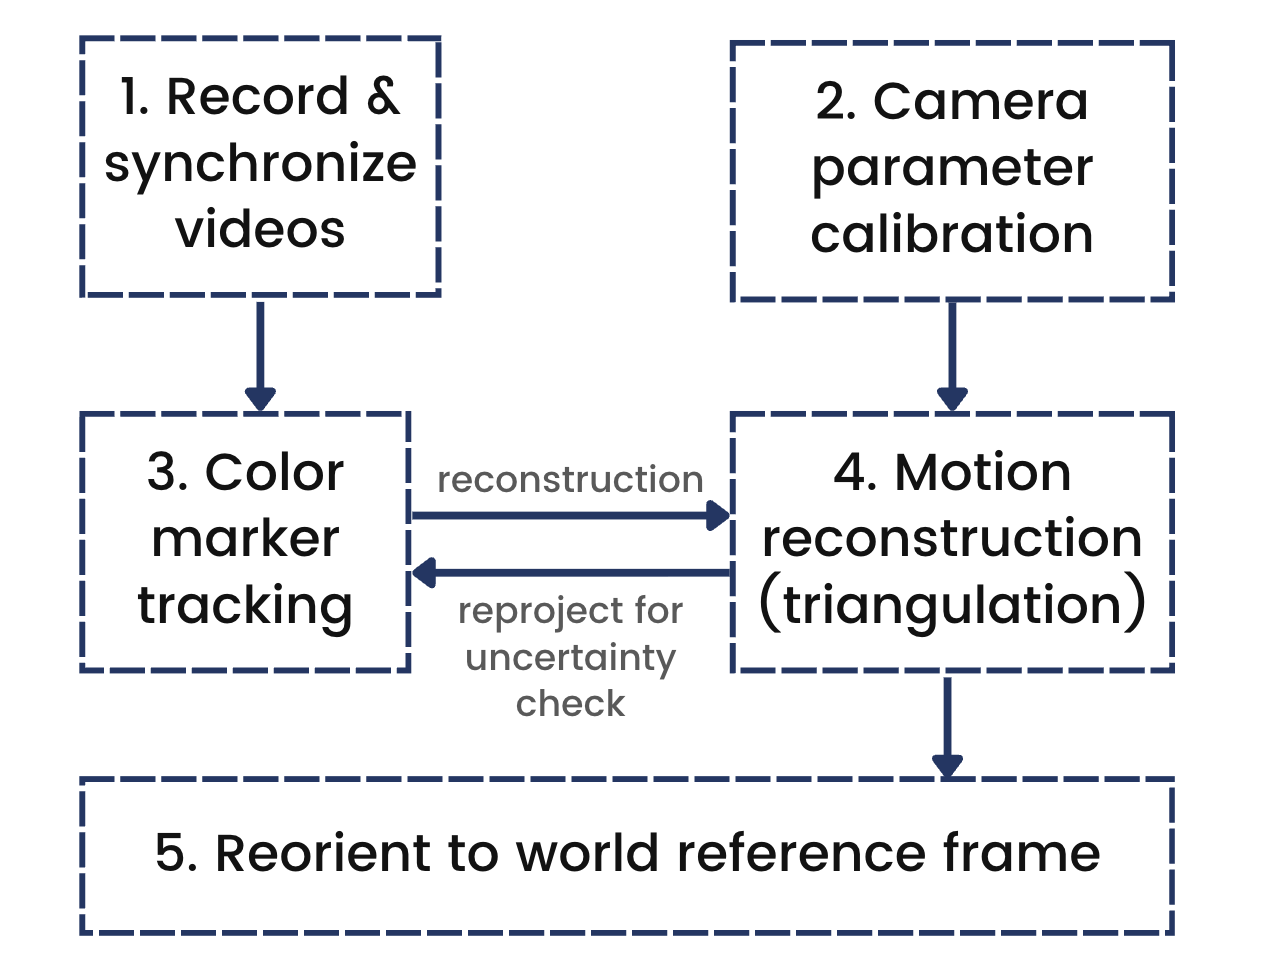 1. Record &
synchronize
videos
2. Camera
parameter
calibration
3. Color
marker
tracking
reconstruction
reproject for
uncertainty
check
4. Motion
reconstruction
(triangulation)
5. Reorient to world reference frame